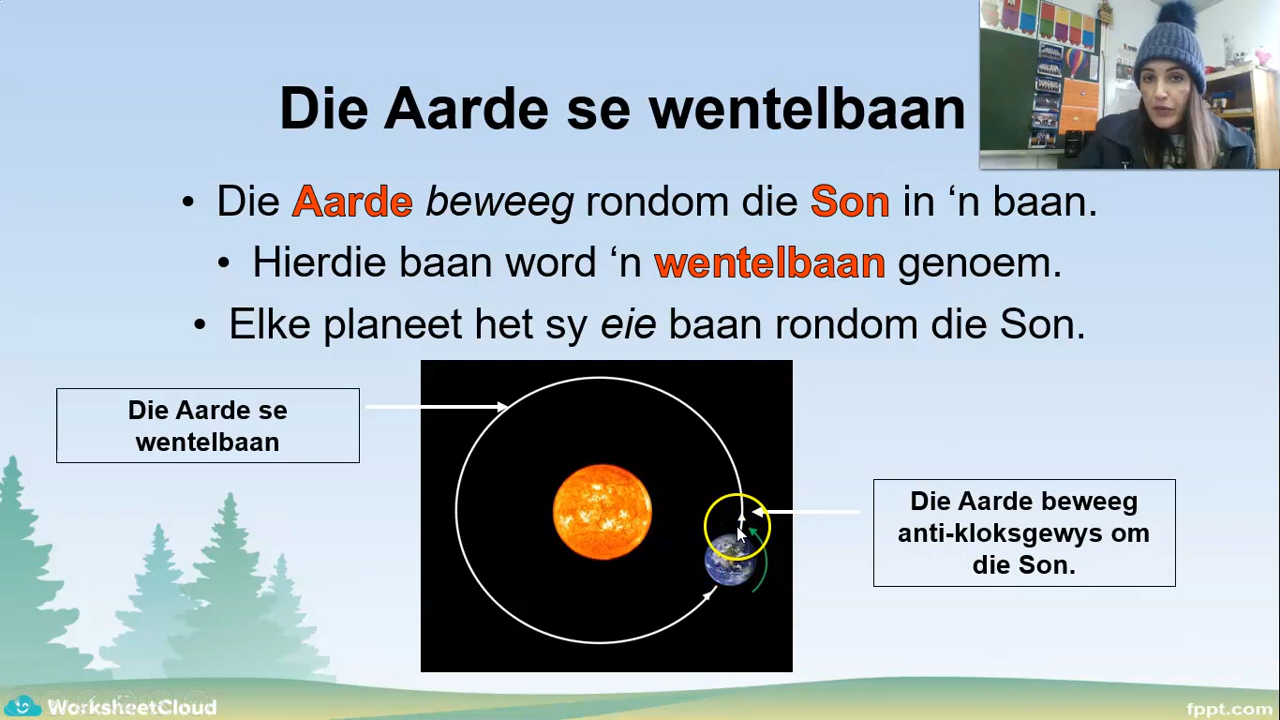 Die Aarde se wentelbaan
• Die Aarde beweeg rondom die Son in ‘n baan.
• Hierdie baan word ‘n wentelbaan genoem.
• Elke planeet het sy eie baan rondom die Son.
Die Aarde se
wentelbaan
Die Aarde beweeg
anti-kloksgewys om
die Son.
WorksheetCloud
fppt.com